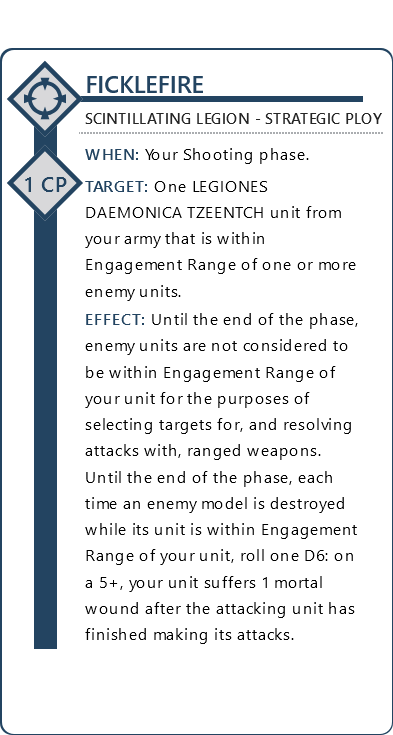 FICKLEFIRE
SCINTILLATING LEGION - STRATEGIC PLOY
1 CP
WHEN: Your Shooting phase.
TARGET: One LEGIONES
DAEMONICA TZEENTCH unit from
your army that is within
Engagement Range of one or more
enemy units.
EFFECT: Until the end of the phase,
enemy units are not considered to
be within Engagement Range of
your unit for the purposes of
selecting targets for, and resolving
attacks with, ranged weapons.
Until the end of the phase, each
time an enemy model is destroyed
while its unit is within Engagement
Range of your unit, roll one D6: on
a 5+, your unit suffers 1 mortal
wound after the attacking unit has
finished making its attacks.